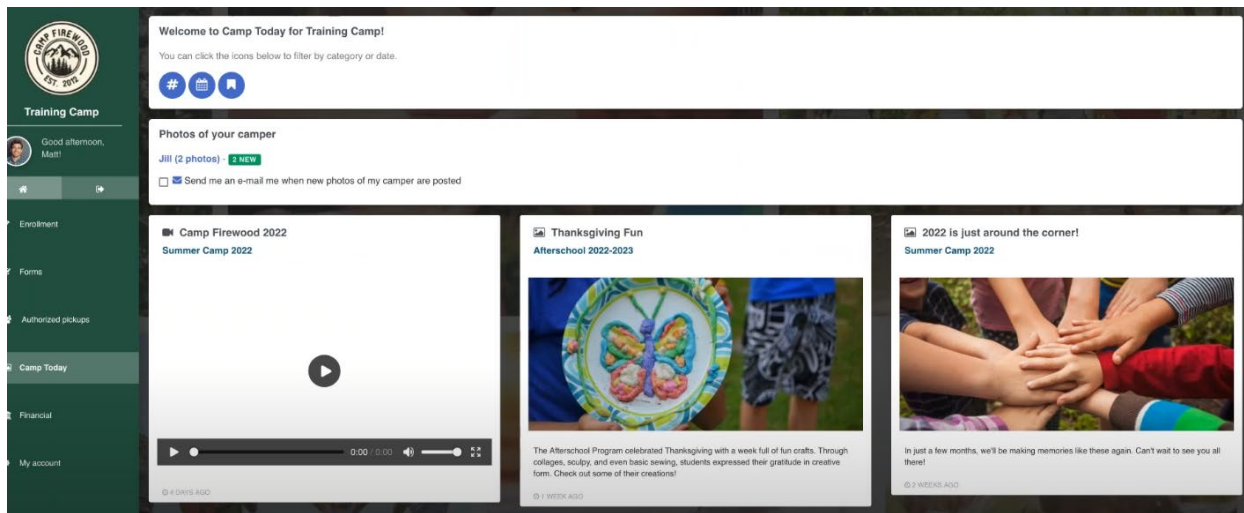 CAMP FIREWOOD
EST. 2012
Training Camp
Good afternoon,
Matt!
Enrollment
Forms
Authorized pickups
Camp Today
Financial
My account
Welcome to Camp Today for Training Camp!
You can click the icons below to filter by category or date.
#
Photos of your camper
Jill (2 photos) - 2 NEW
Send me an e-mail me when new photos of my camper are posted
Camp Firewood 2022
Summer Camp 2022
0:00 / 0:00
4 DAYS AGO
Thanksgiving Fun
Afterschool 2022-2023
The Afterschool Program celebrated Thanksgiving with a week full of fun crafts. Through
collages, sculpy, and even basic sewing, students expressed their gratitude in creative
form. Check out some of their creations!
1 WEEK AGO
2022 is just around the corner!
Summer Camp 2022
In just a few months, we'll be making memories like these again. Can't wait to see you all
there!
2 WEEKS AGO